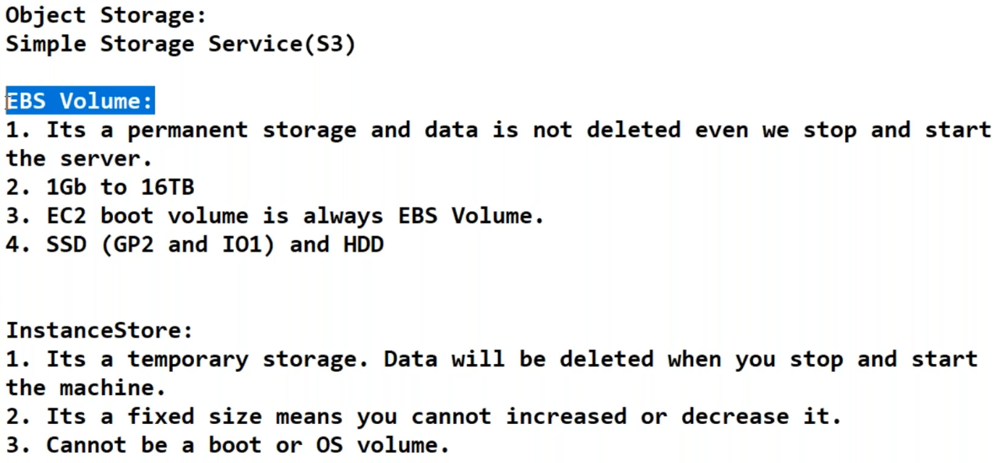 Object Storage:
Simple Storage Service(S3)
EBS Volume:
1. Its a permanent storage and data is not deleted even we stop and start
the server.
2. 1Gb to 16TB
3. EC2 boot volume is always EBS Volume.
4. SSD (GP2 and IO1) and HDD
InstanceStore:
1. Its a temporary storage. Data will be deleted when you stop and start
the machine.
2. Its a fixed size means you cannot increased or decrease it.
3. Cannot be a boot or OS volume.